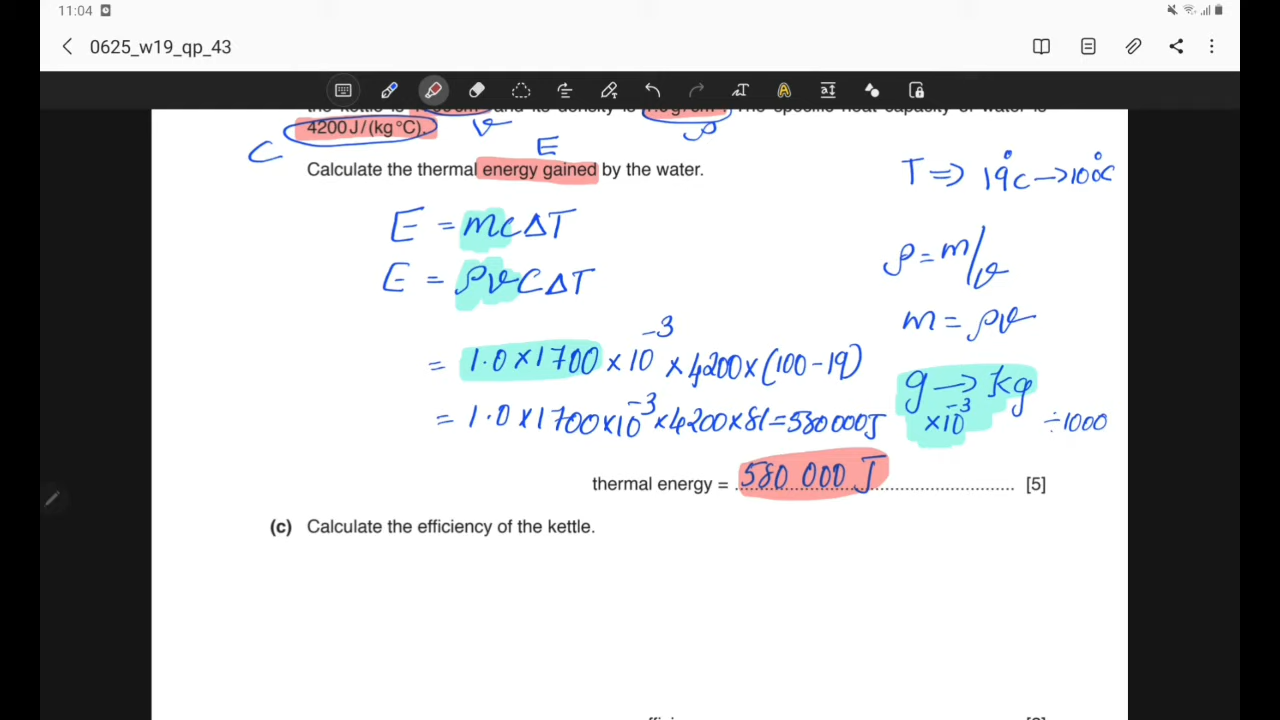 11:04
0625_w19_qp_43
4200 J/(kg °C).
C v ρ
E
Calculate the thermal energy gained by the water.
T ⇒ 19°C → 100°C
E = mcΔT
ρ = m/v
E = ρvCΔT
m = ρv
= 1.0 × 1700 × 10⁻³ × 4200 × (100 - 19)
g → kg
×10⁻³ ÷1000
= 1.0 × 1700 × 10⁻³ × 4200 × 81 = 580 000 J
thermal energy = 580 000 J [5]
(c) Calculate the efficiency of the kettle.